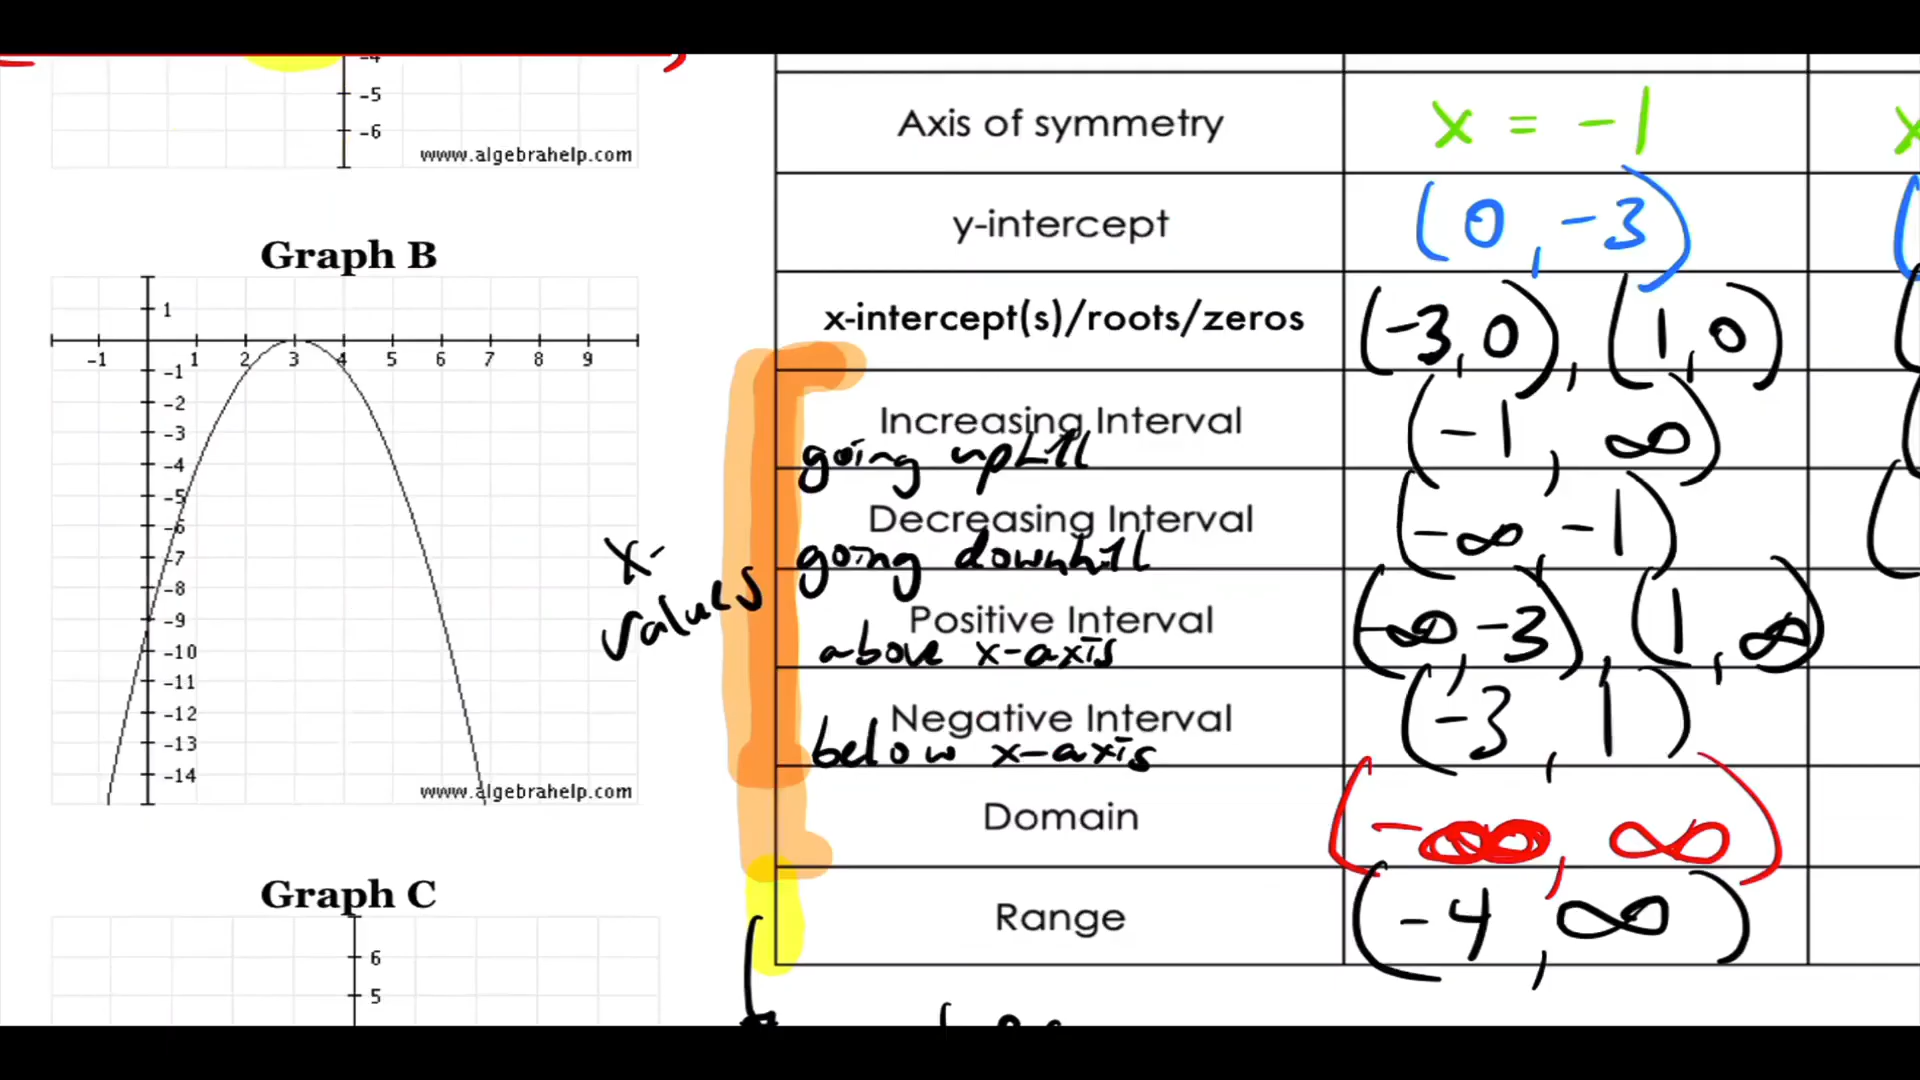 -4
-5
-6
www.algebrahelp.com
Graph B
1
-1 1 2 3 4 5 6 7 8 9
-1
-2
-3
-4
-5
-6
-7
-8
-9
-10
-11
-12
-13
-14
www.algebrahelp.com
Graph C
6
5
x-
values
Axis of symmetry x = -1 x
y-intercept (0, -3) (
x-intercept(s)/roots/zeros (-3, 0), (1, 0) (
Increasing Interval (-1, ∞) (
going uphill
Decreasing Interval (-∞, -1) (
going downhill
Positive Interval (-∞, -3), (1, ∞)
above x-axis
Negative Interval (-3, 1)
below x-axis
Domain (-∞, ∞)
Range (-4, ∞)
[